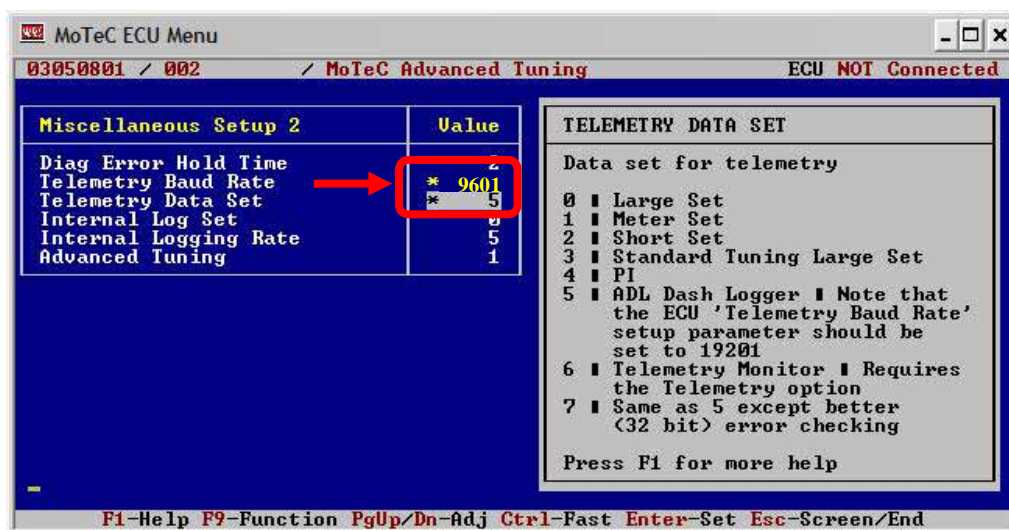 MoTeC ECU Menu
03050801 / 002 / MoTeC Advanced Tuning ECU NOT Connected
Miscellaneous Setup 2 Value
Diag Error Hold Time 2
Telemetry Baud Rate * 9601
Telemetry Data Set * 5
Internal Log Set 0
Internal Logging Rate 5
Advanced Tuning 1
TELEMETRY DATA SET
Data set for telemetry
0 ▮ Large Set
1 ▮ Meter Set
2 ▮ Short Set
3 ▮ Standard Tuning Large Set
4 ▮ PI
5 ▮ ADL Dash Logger ▮ Note that
the ECU 'Telemetry Baud Rate'
setup parameter should be
set to 19201
6 ▮ Telemetry Monitor ▮ Requires
the Telemetry option
7 ▮ Same as 5 except better
(32 bit) error checking
Press F1 for more help
F1-Help F9-Function PgUp/Dn-Adj Ctrl-Fast Enter-Set Esc-Screen/End